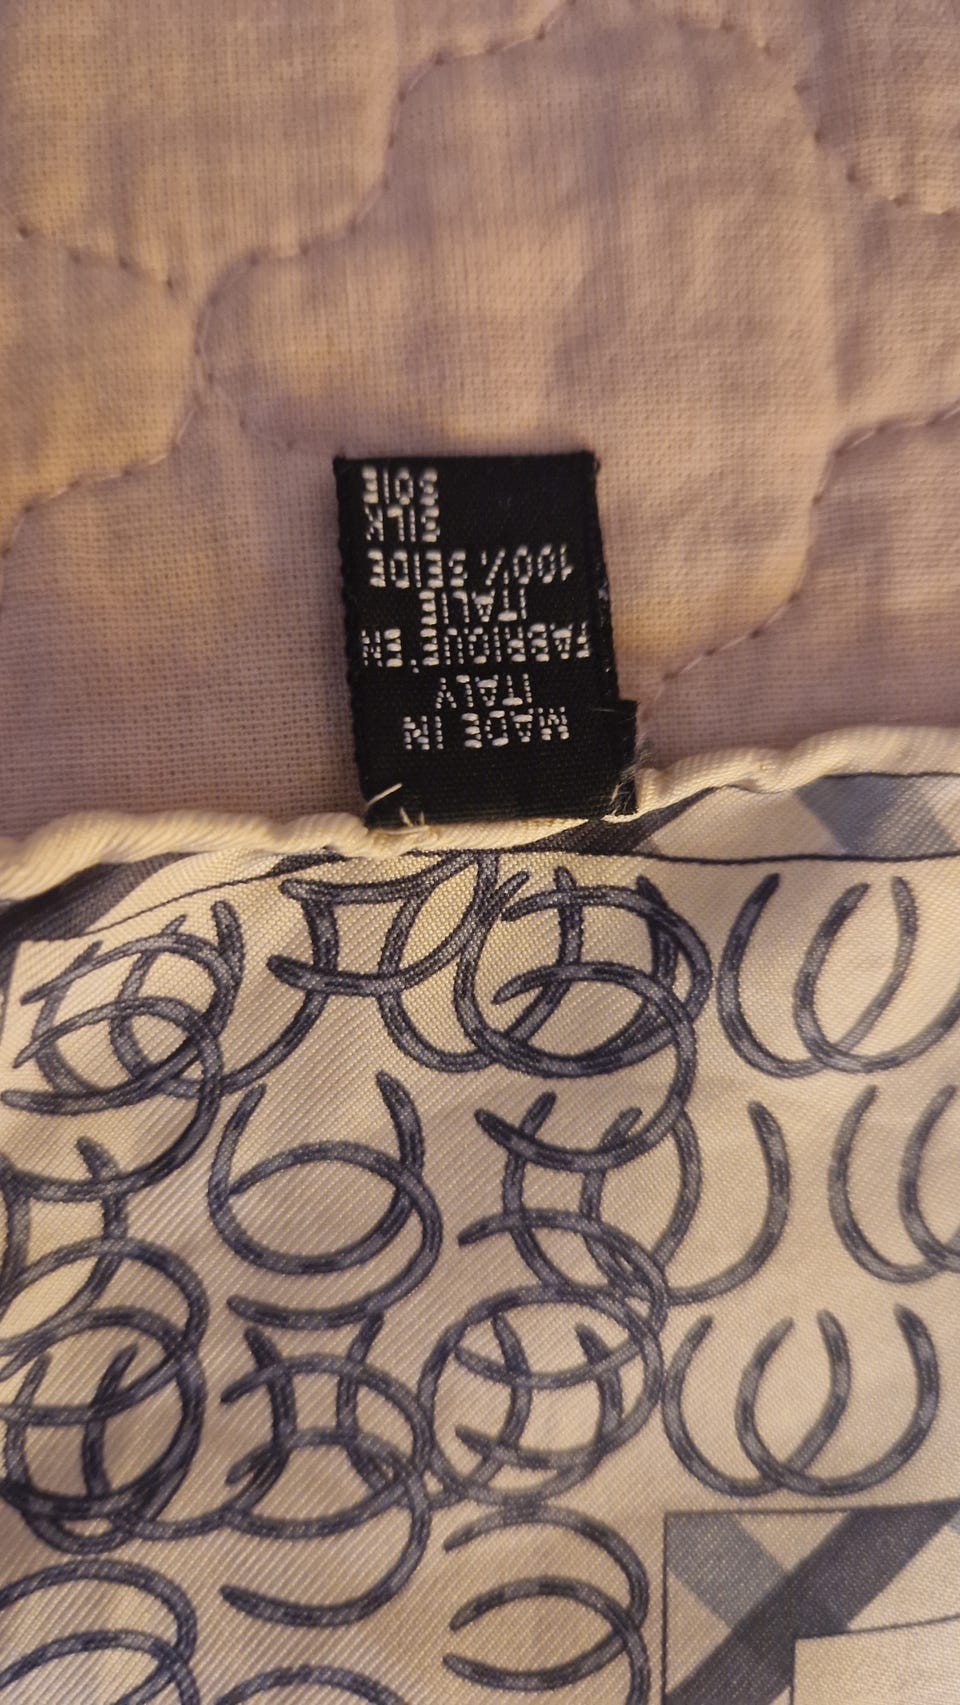 MADE IN
ITALY
FABRIQUE' EN
ITALIE
100% SEIDE
SILK
SOIE